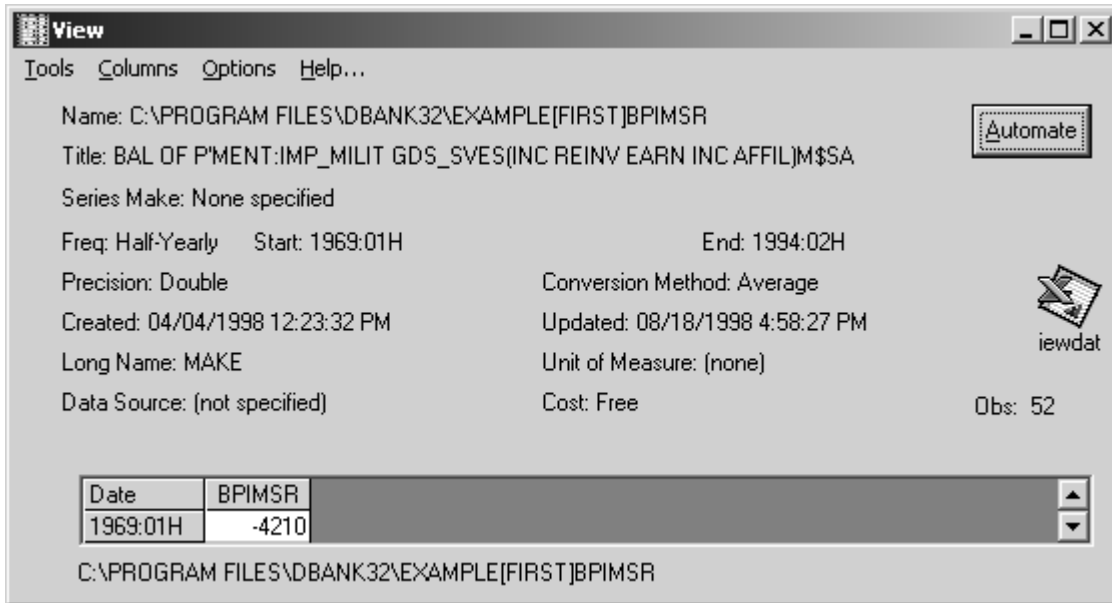 View
Tools Columns Options Help...
Name: C:\PROGRAM FILES\DBANK32\EXAMPLE[FIRST]BPIMSR
Automate
Title: BAL OF P'MENT:IMP_MILIT GDS_SVES(INC REINV EARN INC AFFIL)M$SA
Series Make: None specified
Freq: Half-Yearly Start: 1969:01H End: 1994:02H
Precision: Double Conversion Method: Average
Created: 04/04/1998 12:23:32 PM Updated: 08/18/1998 4:58:27 PM
iewdat
Long Name: MAKE Unit of Measure: (none)
Data Source: (not specified) Cost: Free Obs: 52
Date BPIMSR
1969:01H -4210
C:\PROGRAM FILES\DBANK32\EXAMPLE[FIRST]BPIMSR